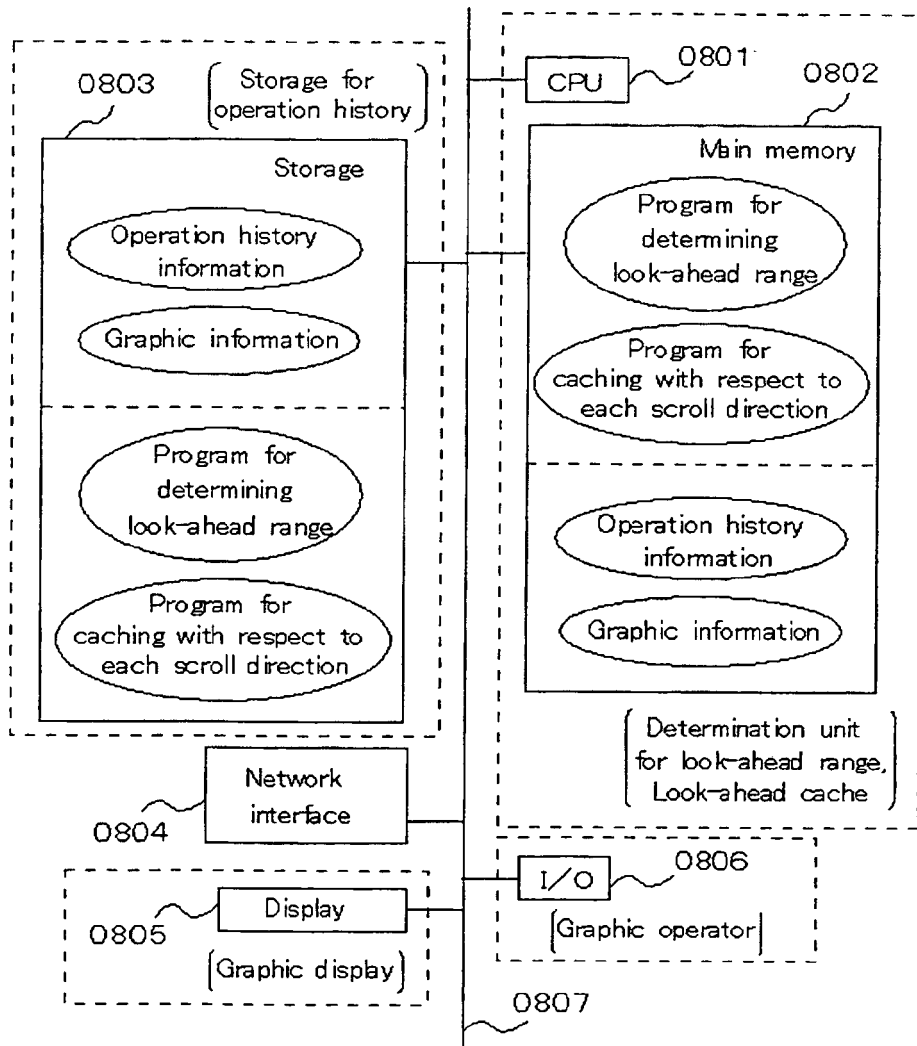 0803
Storage for
operation history
Storage
Operation history
information
Graphic information
Program for
determining
look-ahead range
Program for
caching with respect to
each scroll direction
CPU
0801
0802
Main memory
Program for
determining
look-ahead range
Program for
caching with respect to
each scroll direction
Operation history
information
Graphic information
Determination unit
for look-ahead range,
Look-ahead cache
Network
interface
0804
Display
0805
Graphic display
I/O
0806
Graphic operator
0807